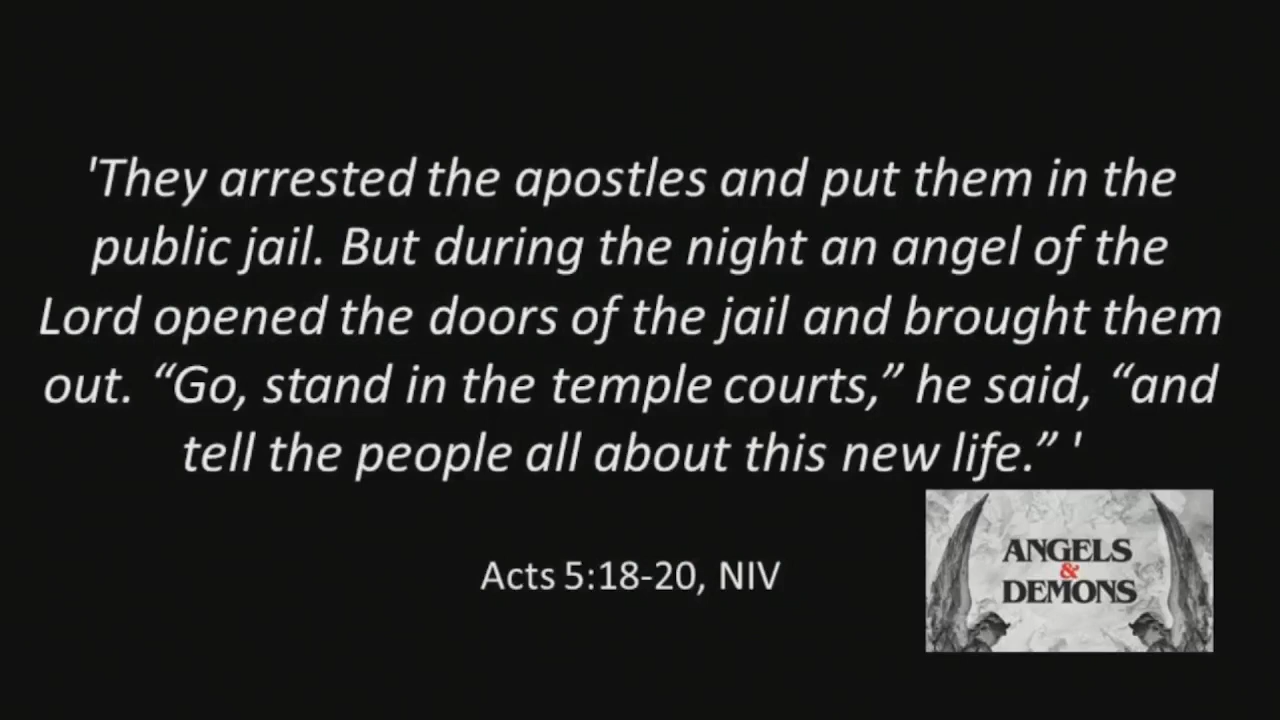 'They arrested the apostles and put them in the
public jail. But during the night an angel of the
Lord opened the doors of the jail and brought them
out. “Go, stand in the temple courts,” he said, “and
tell the people all about this new life.” '
Acts 5:18-20, NIV
ANGELS
&
DEMONS